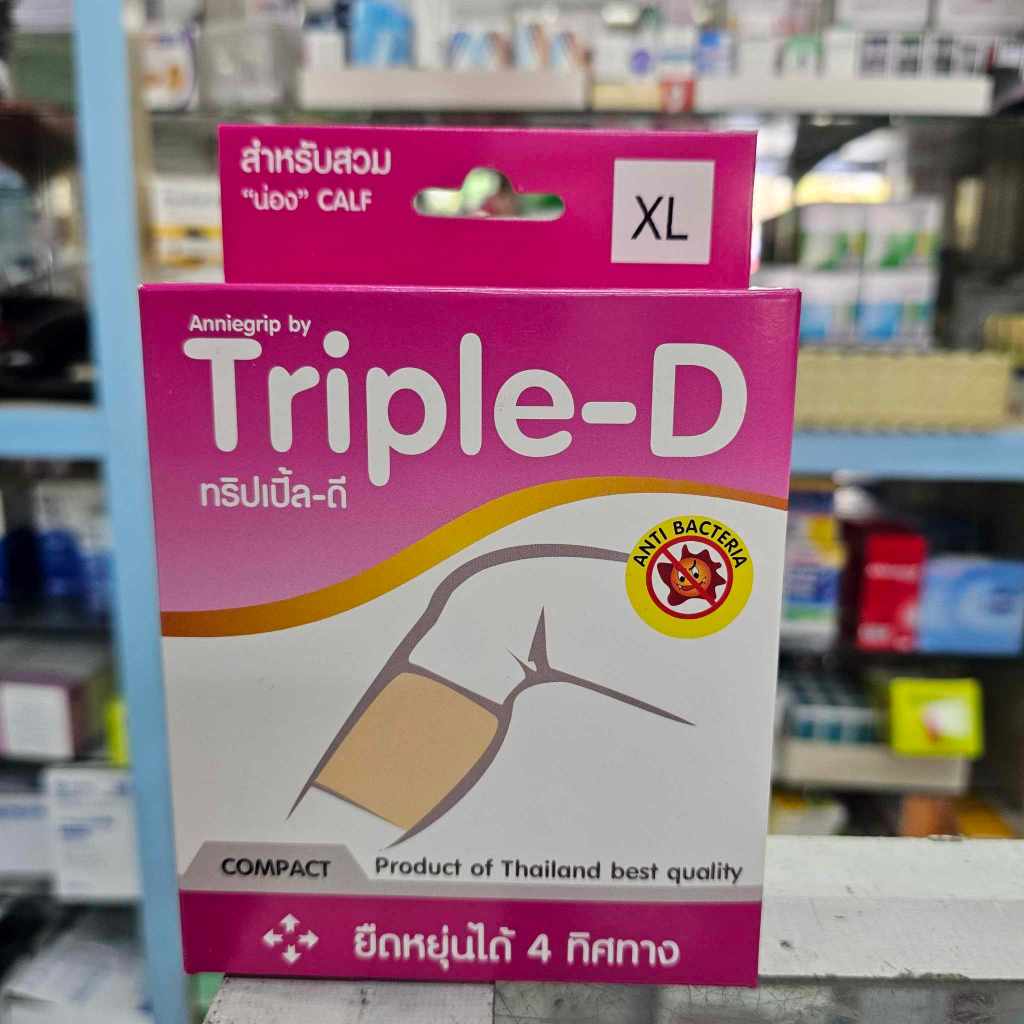 สำหรับสวม
“น่อง” CALF
XL
Anniegrip by
Triple-D
ทริปเปิ้ล-ดี
ANTI BACTERIA
COMPACT
Product of Thailand best quality
ยืดหยุ่นได้ 4 ทิศทาง